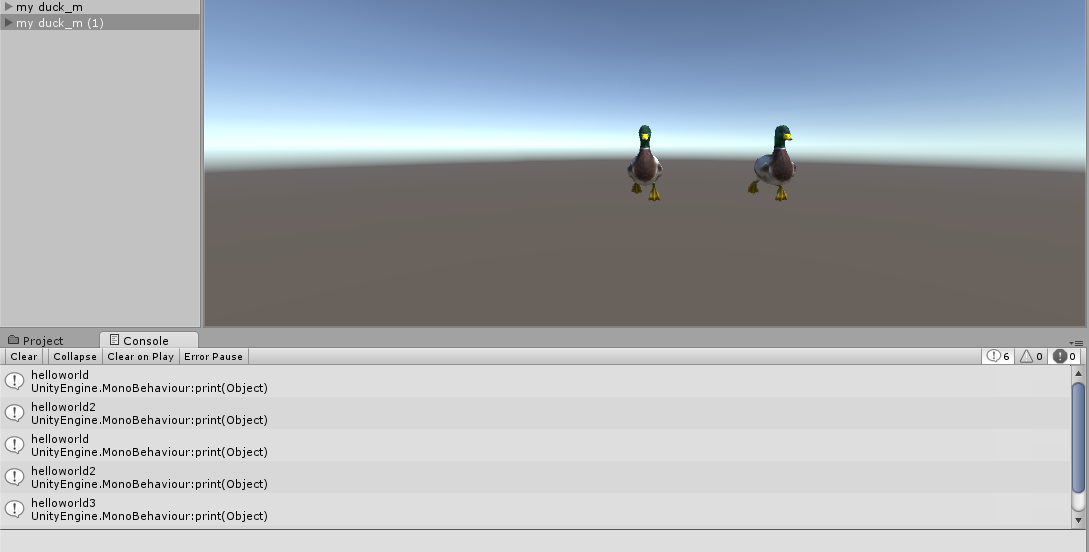 my duck_m
my duck_m (1)
Project
Console
Clear
Collapse
Clear on Play
Error Pause
6
0
0
helloworld
UnityEngine.MonoBehaviour:print(Object)
helloworld2
UnityEngine.MonoBehaviour:print(Object)
helloworld
UnityEngine.MonoBehaviour:print(Object)
helloworld2
UnityEngine.MonoBehaviour:print(Object)
helloworld3
UnityEngine.MonoBehaviour:print(Object)